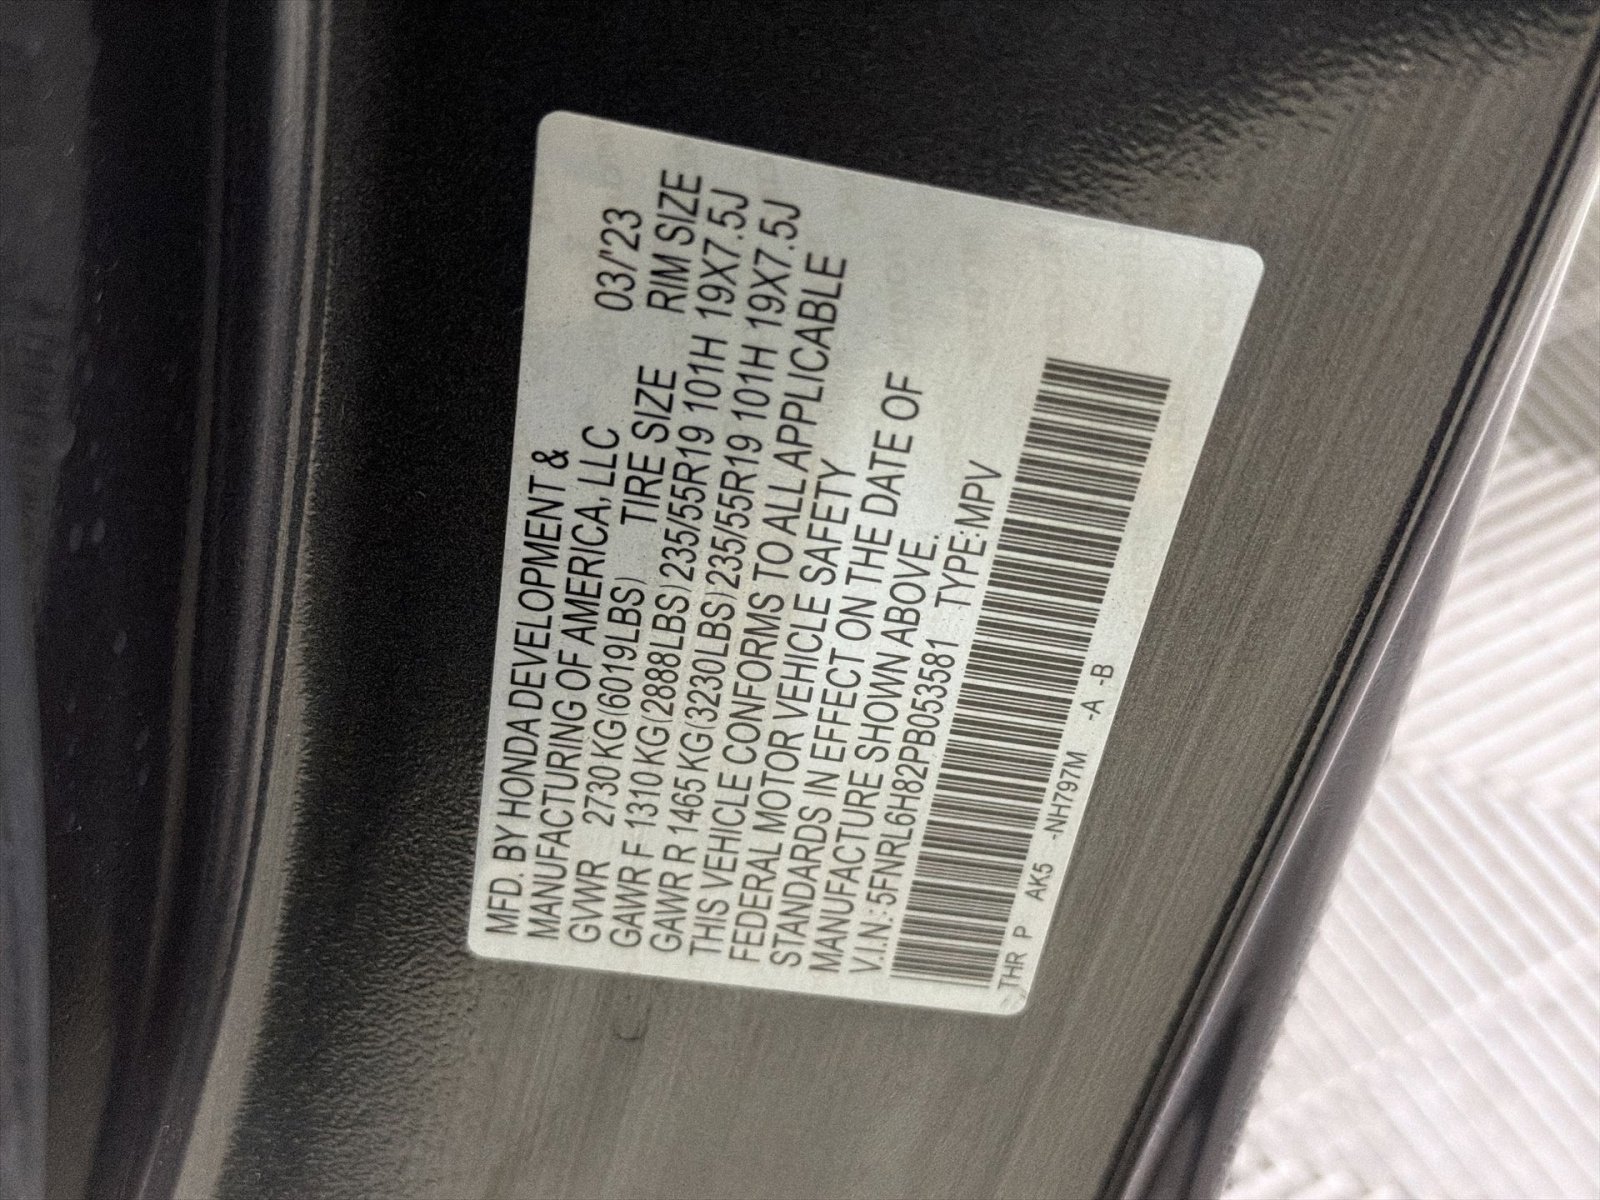 MFD. BY HONDA DEVELOPMENT &
MANUFACTURING OF AMERICA, LLC 03/'23
GVWR 2730 KG(6019LBS) TIRE SIZE RIM SIZE
GAWR F 1310 KG(2888LBS) 235/55R19 101H 19X7.5J
GAWR R 1465 KG(3230LBS) 235/55R19 101H 19X7.5J
THIS VEHICLE CONFORMS TO ALL APPLICABLE
FEDERAL MOTOR VEHICLE SAFETY
STANDARDS IN EFFECT ON THE DATE OF
MANUFACTURE SHOWN ABOVE.
V.I.N.: 5FNRL6H82PB053581 TYPE:MPV
THR P AK5 -NH797M -A -B